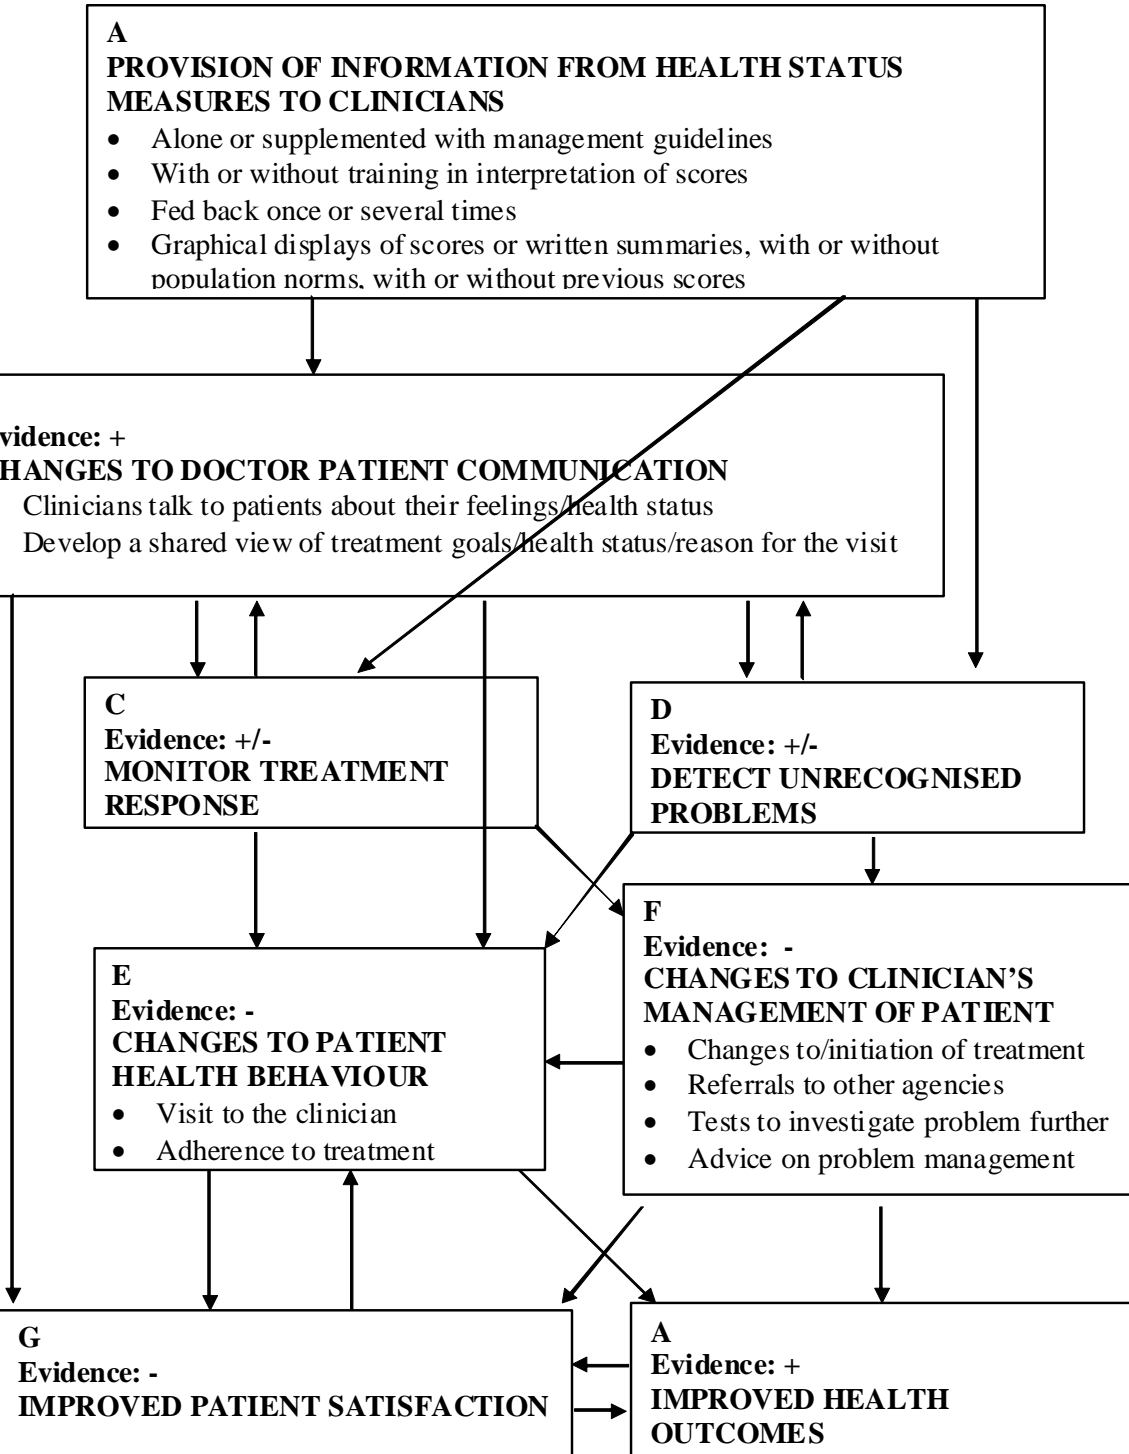 A
PROVISION OF INFORMATION FROM HEALTH STATUS
MEASURES TO CLINICIANS
• Alone or supplemented with management guidelines
• With or without training in interpretation of scores
• Fed back once or several times
• Graphical displays of scores or written summaries, with or without
population norms, with or without previous scores
vidence: +
HANGES TO DOCTOR PATIENT COMMUNICATION
Clinicians talk to patients about their feelings/health status
Develop a shared view of treatment goals/health status/reason for the visit
C
Evidence: +/-
MONITOR TREATMENT
RESPONSE
D
Evidence: +/-
DETECT UNRECOGNISED
PROBLEMS
E
Evidence: -
CHANGES TO PATIENT
HEALTH BEHAVIOUR
• Visit to the clinician
• Adherence to treatment
F
Evidence: -
CHANGES TO CLINICIAN’S
MANAGEMENT OF PATIENT
• Changes to/initiation of treatment
• Referrals to other agencies
• Tests to investigate problem further
• Advice on problem management
G
Evidence: -
IMPROVED PATIENT SATISFACTION
A
Evidence: +
IMPROVED HEALTH
OUTCOMES